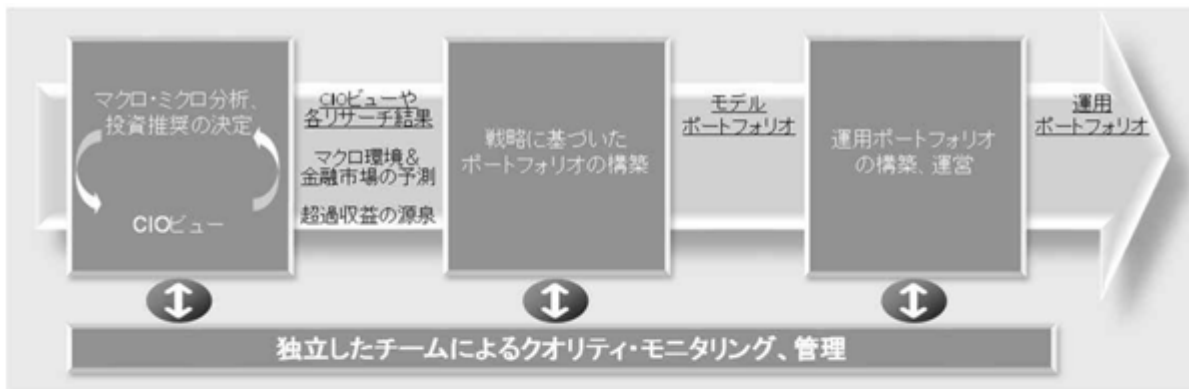 マクロ・ミクロ分析、
投資推奨の決定
CIOビュー
CIOビューや
各リサーチ結果
マクロ環境&
金融市場の予測
超過収益の源泉
戦略に基づいた
ポートフォリオの構築
モデル
ポートフォリオ
運用ポートフォリオ
の構築、運営
運用
ポートフォリオ
独立したチームによるクオリティ・モニタリング、管理